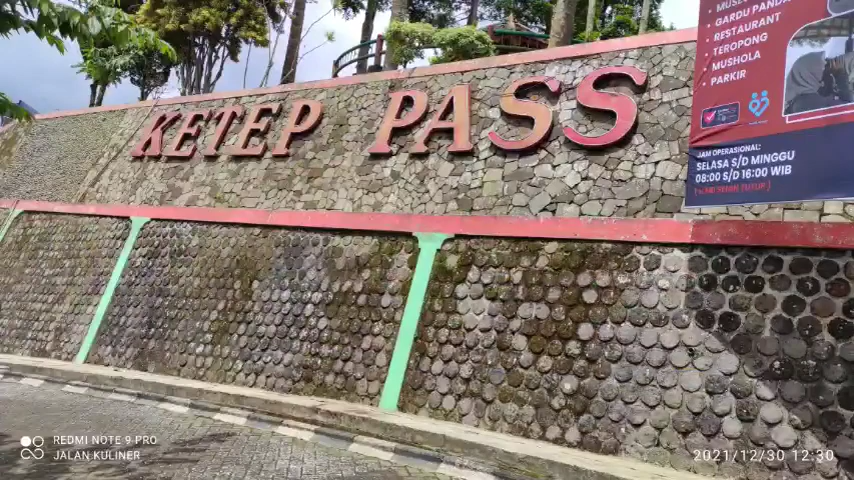 KETEP PASS
GARDU PANDA
RESTAURANT
TEROPONG
MUSHOLA
PARKIR
JAM OPERASIONAL:
SELASA S/D MINGGU
08:00 S/D 16:00 WIB
REDMI NOTE 9 PRO
JALAN KULINER
2021/12/30 12:30